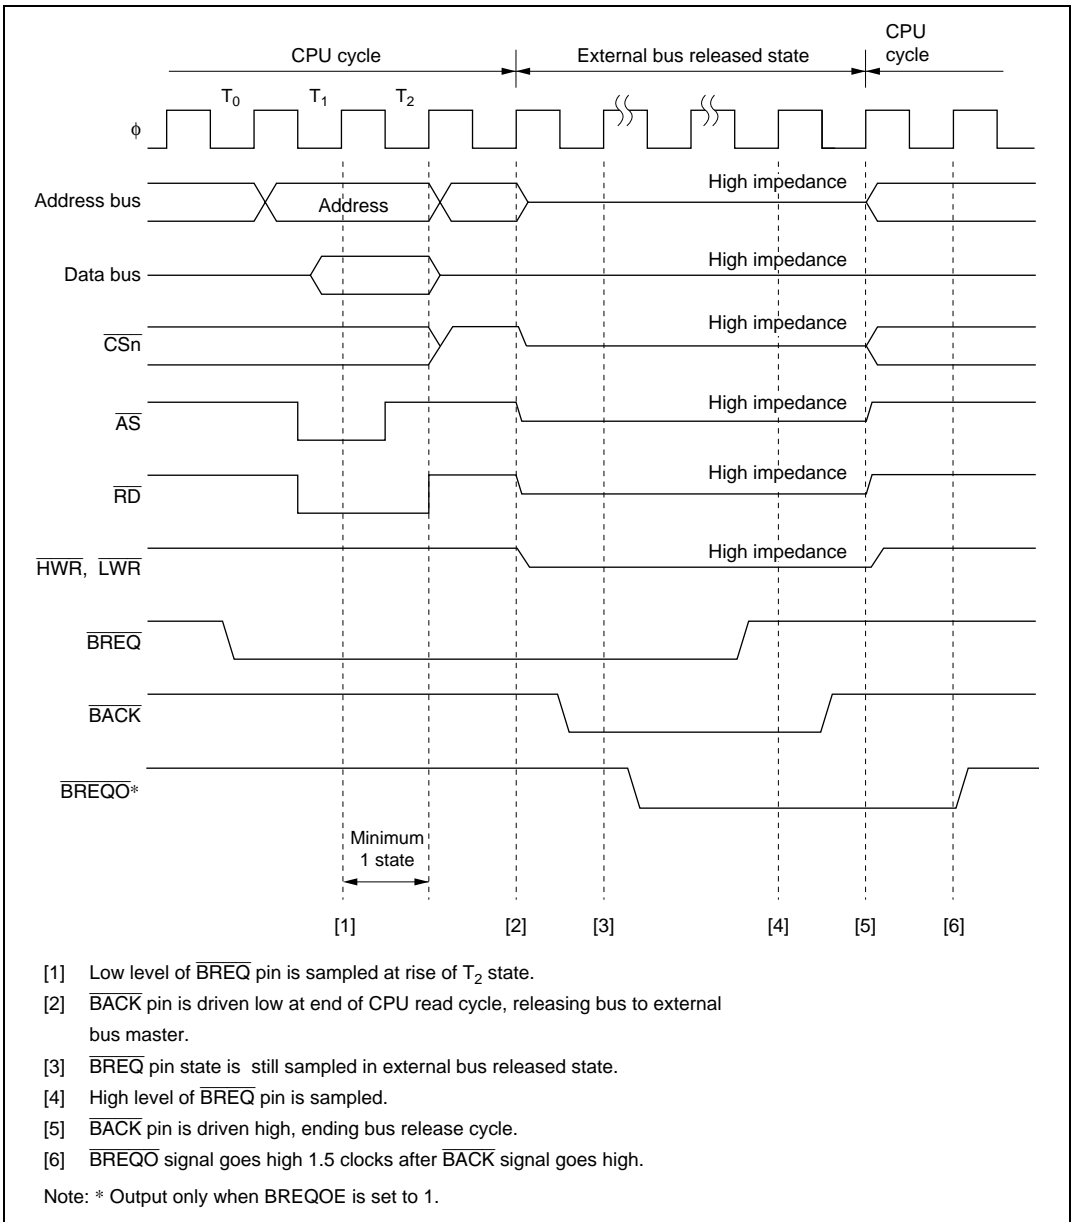 CPU cycle
External bus released state
CPU
cycle
T0
T1
T2
ϕ
Address bus
Address
High impedance
Data bus
High impedance
CSn
High impedance
AS
High impedance
RD
High impedance
HWR, LWR
High impedance
BREQ
BACK
BREQO*
Minimum
1 state
[1]
[2]
[3]
[4]
[5]
[6]
[1] Low level of BREQ pin is sampled at rise of T2 state.
[2] BACK pin is driven low at end of CPU read cycle, releasing bus to external
bus master.
[3] BREQ pin state is still sampled in external bus released state.
[4] High level of BREQ pin is sampled.
[5] BACK pin is driven high, ending bus release cycle.
[6] BREQO signal goes high 1.5 clocks after BACK signal goes high.
Note: * Output only when BREQOE is set to 1.